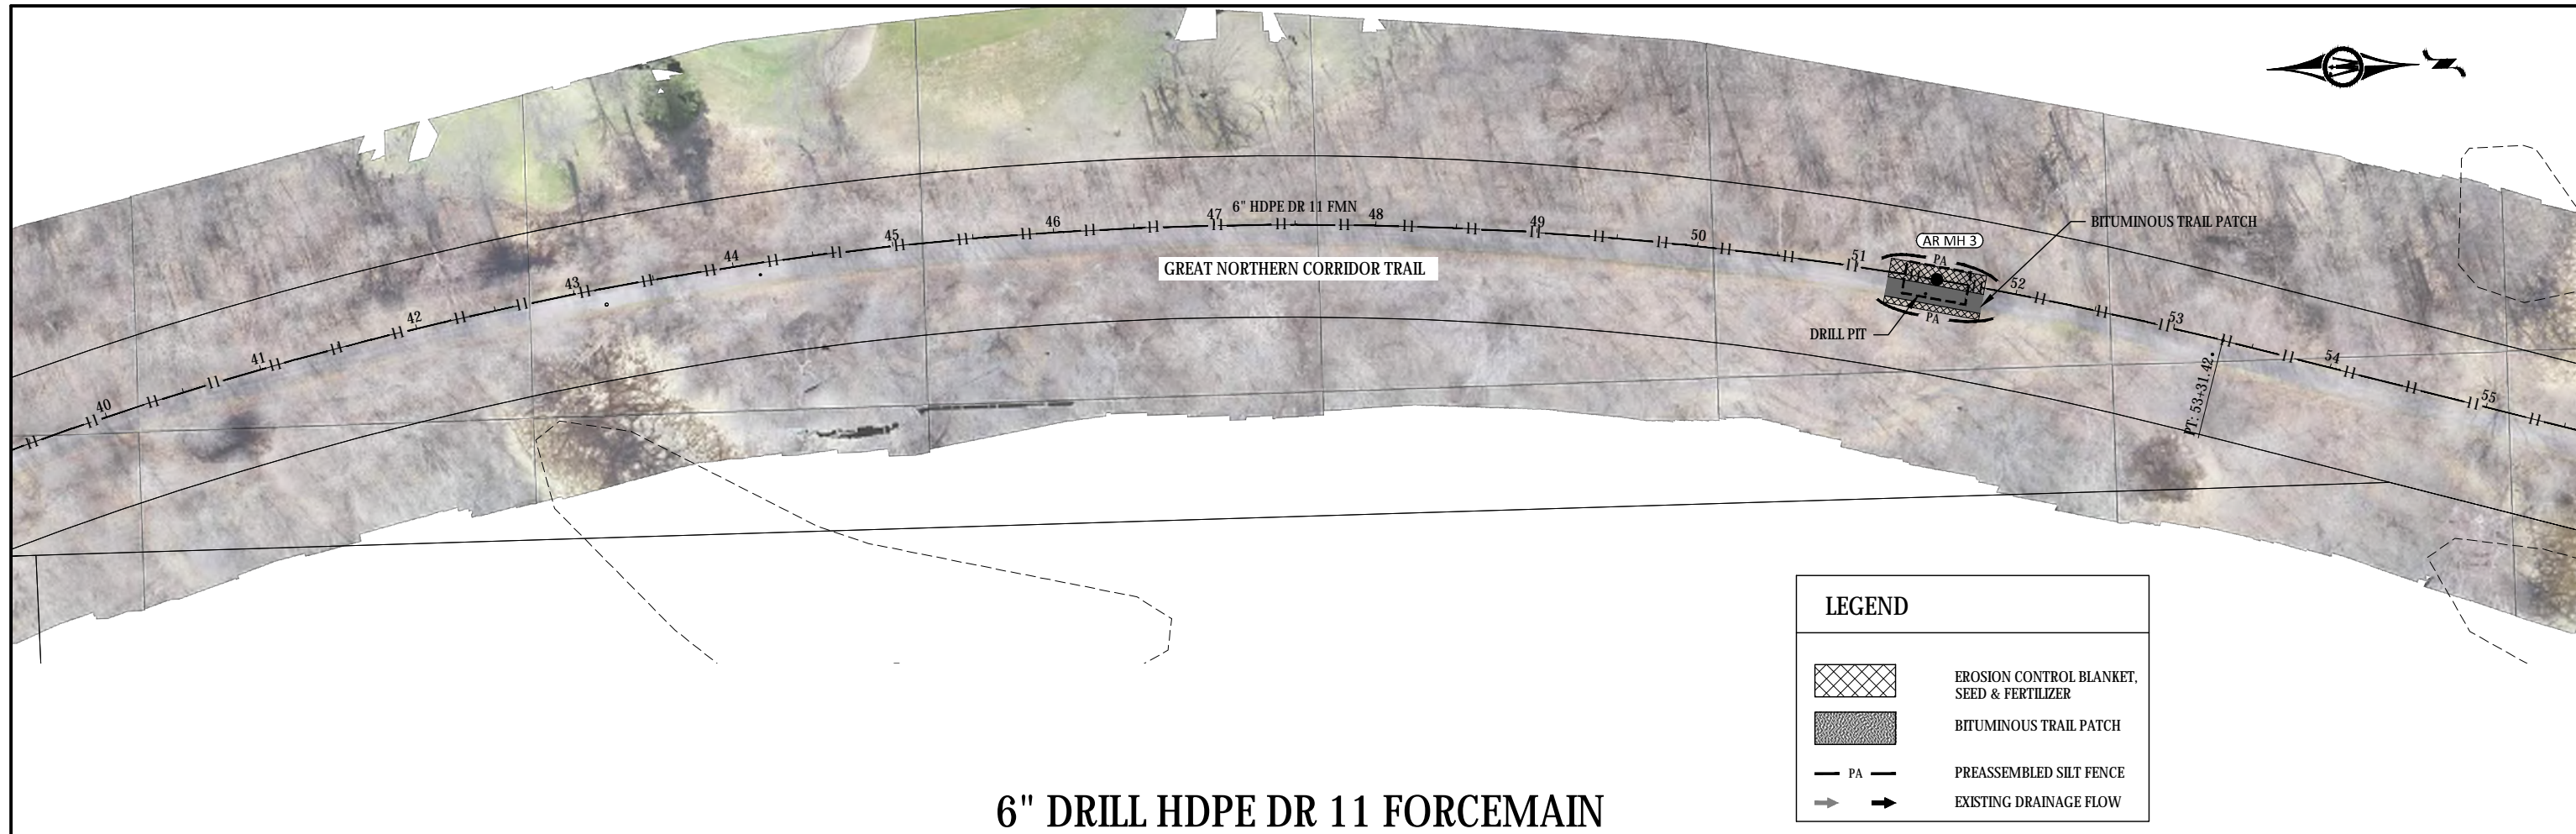 6" HDPE DR 11 FMN
40
41
42
43
44
45
46
47
48
49
50
51
52
53
54
55
GREAT NORTHERN CORRIDOR TRAIL
AR MH 3
PA
PA
BITUMINOUS TRAIL PATCH
DRILL PIT
PT: 53+31.42
LEGEND
EROSION CONTROL BLANKET,
SEED & FERTILIZER
BITUMINOUS TRAIL PATCH
PA
PREASSEMBLED SILT FENCE
EXISTING DRAINAGE FLOW
6" DRILL HDPE DR 11 FORCEMAIN